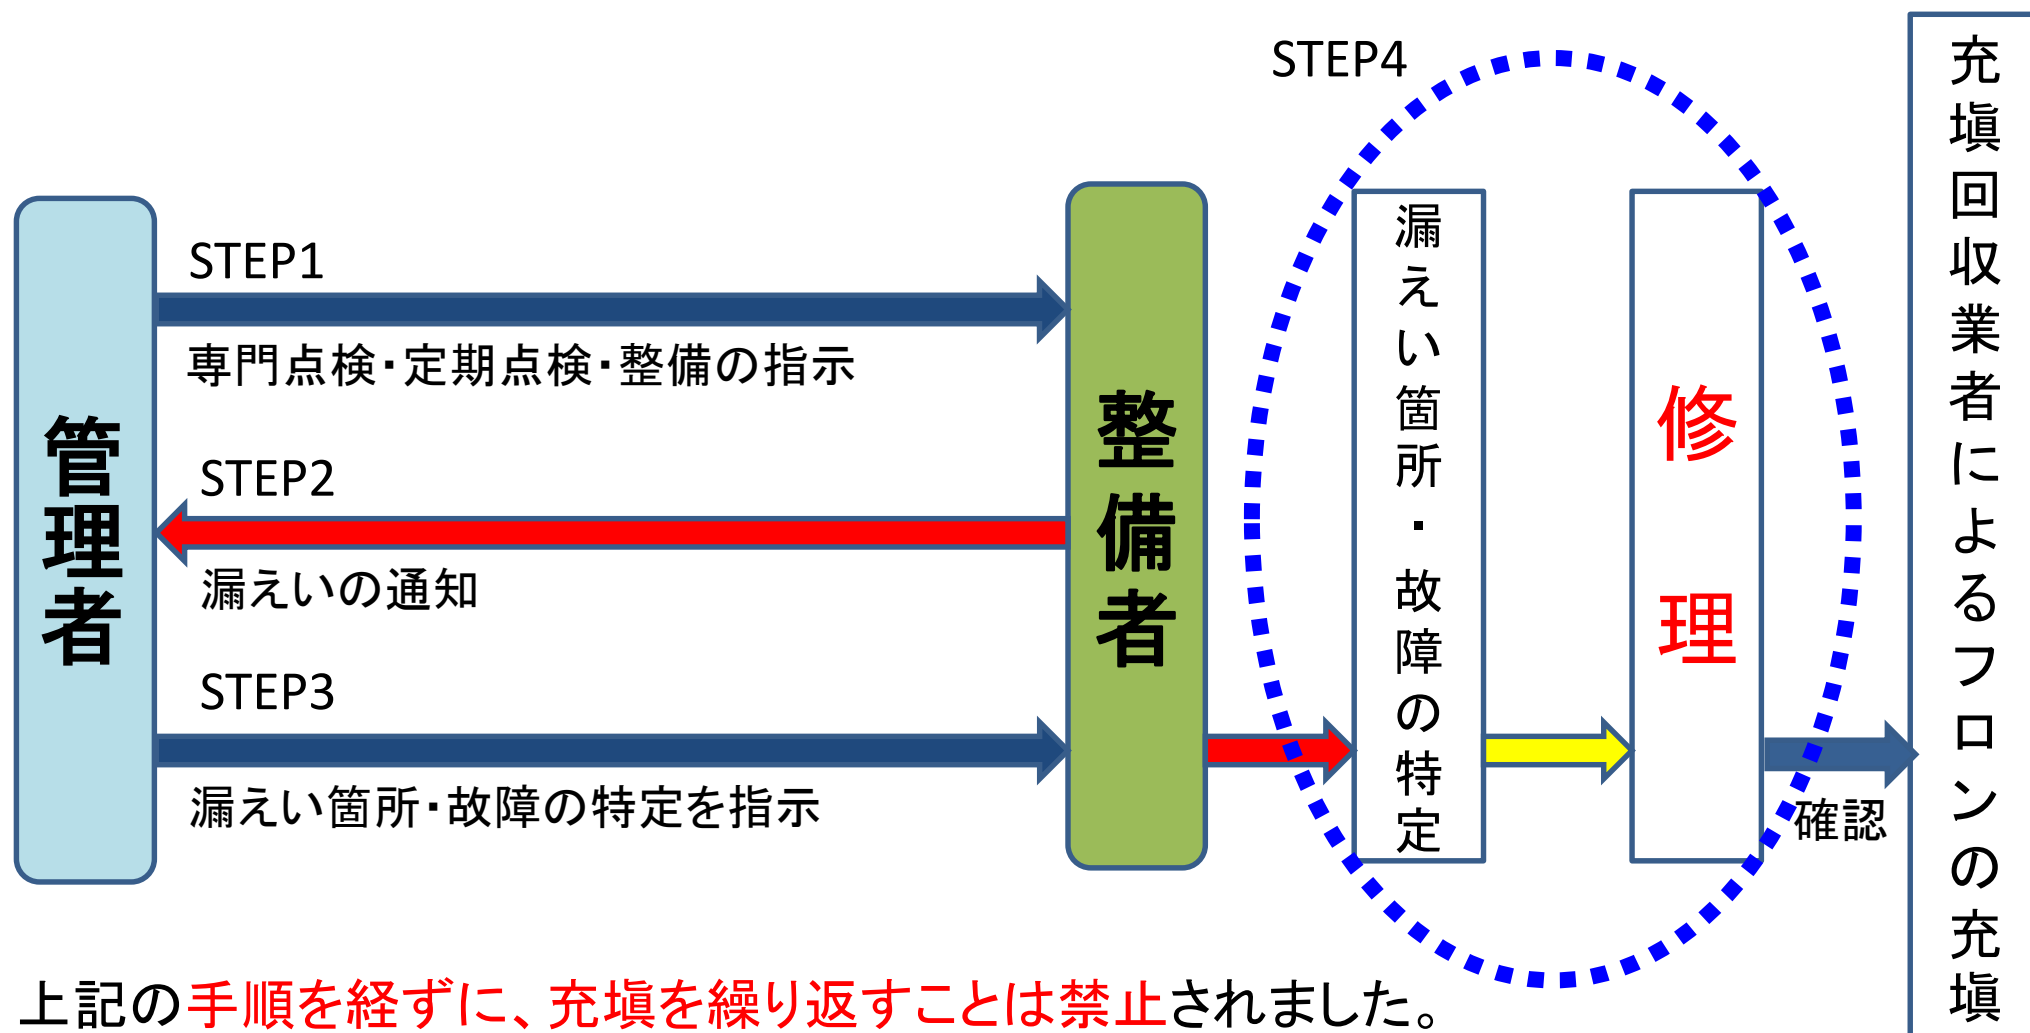 管理者
STEP1
専門点検・定期点検・整備の指示
STEP2
漏えいの通知
STEP3
漏えい箇所・故障の特定を指示
整備者
STEP4
漏えい箇所・故障の特定
修理
確認
充塡回収業者によるフロンの充塡
上記の手順を経ずに、充塡を繰り返すことは禁止されました。